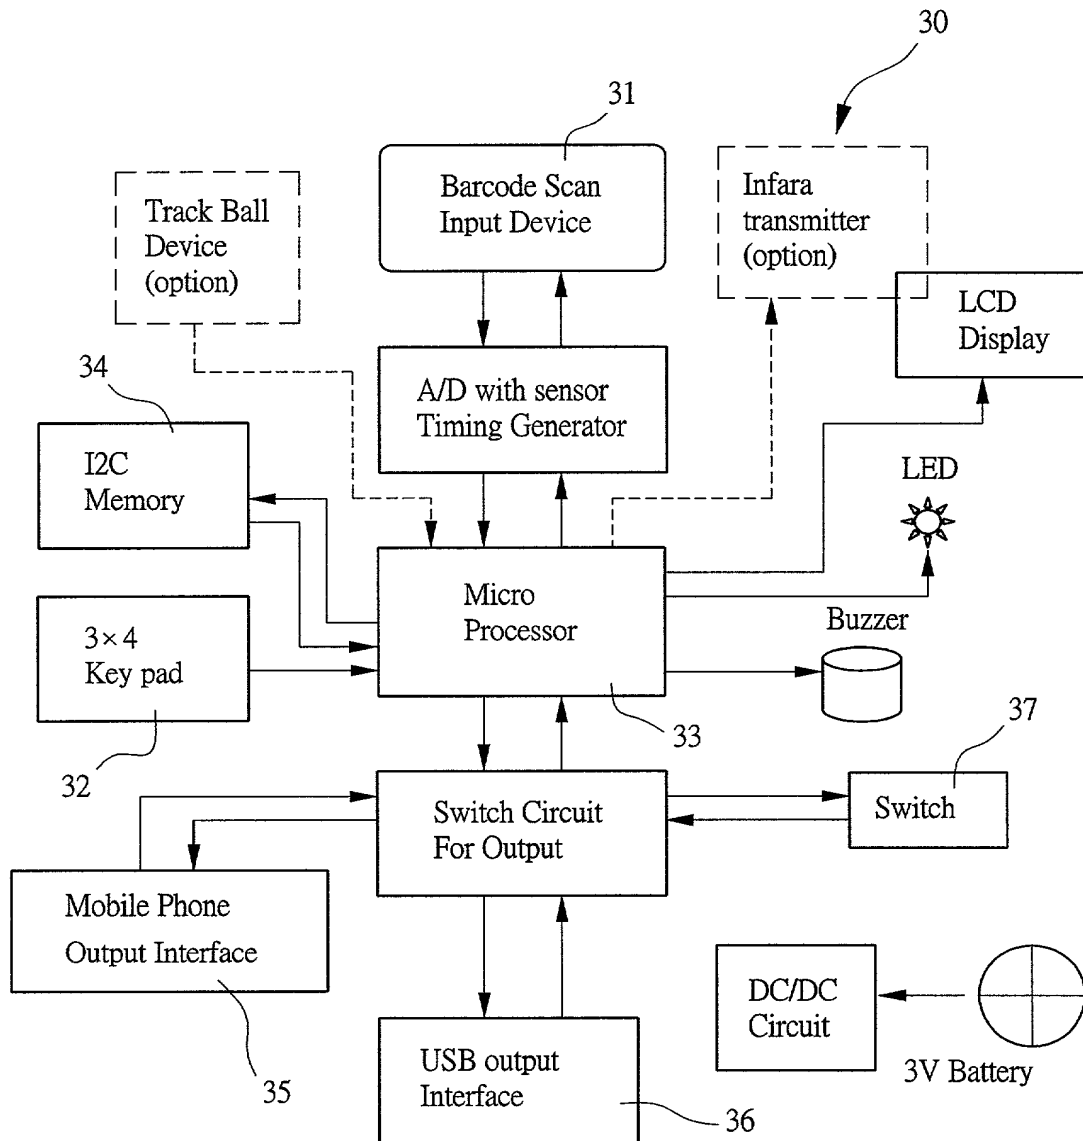 30
31
Barcode Scan
Input Device
Track Ball
Device
(option)
Infara
transmitter
(option)
LCD
Display
34
A/D with sensor
Timing Generator
I2C
Memory
LED
Micro
Processor
3×4
Key pad
Buzzer
32
33
37
Switch Circuit
For Output
Switch
Mobile Phone
Output Interface
DC/DC
Circuit
3V Battery
USB output
Interface
35
36